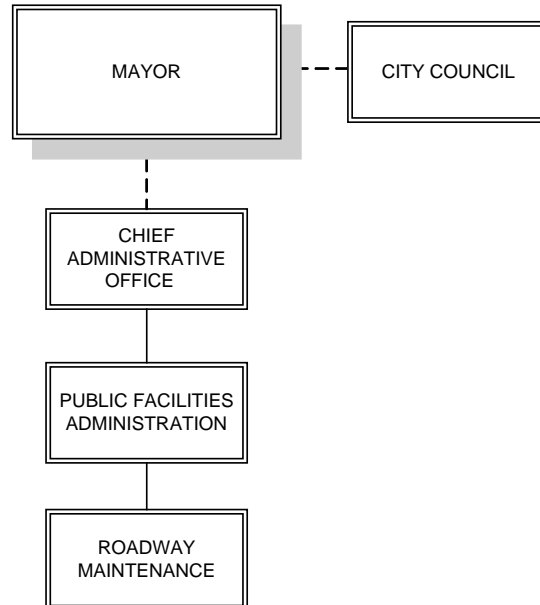 MAYOR
CITY COUNCIL
CHIEF
ADMINISTRATIVE
OFFICE
PUBLIC FACILITIES
ADMINISTRATION
ROADWAY
MAINTENANCE